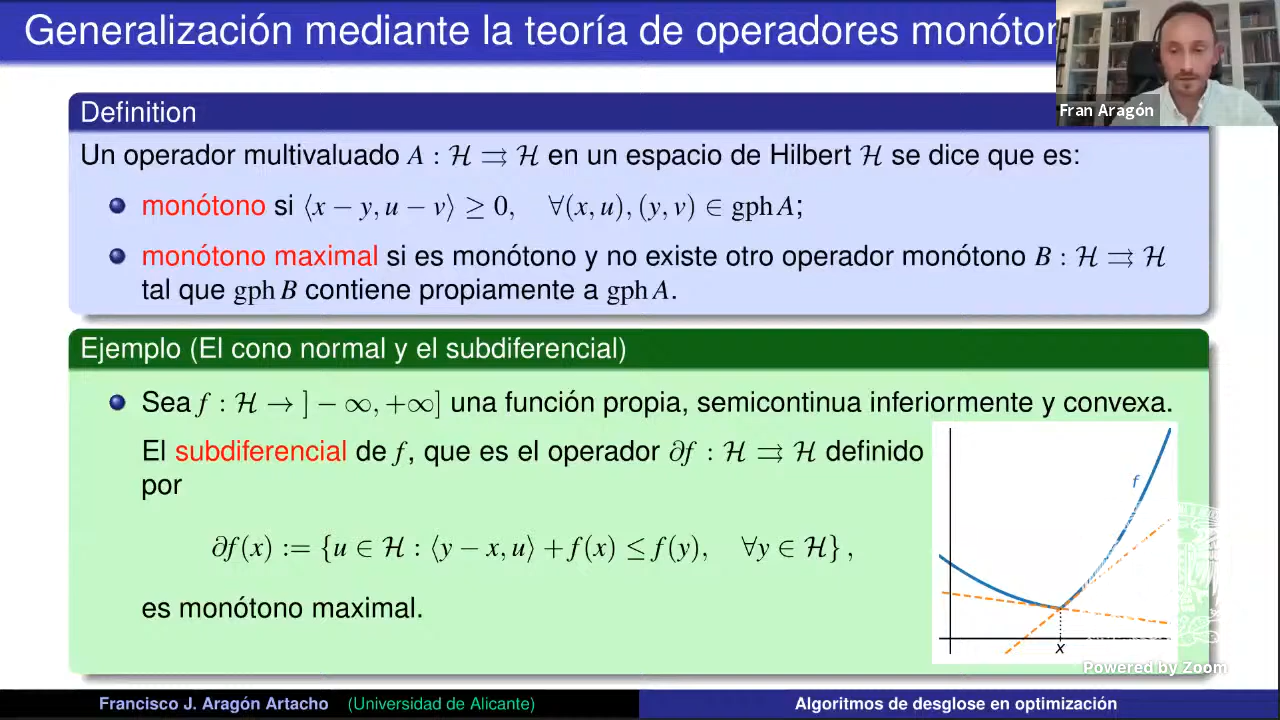 Generalización mediante la teoría de operadores monóto
Fran Aragón
Definition
Un operador multivaluado A : ℋ ⇉ ℋ en un espacio de Hilbert ℋ se dice que es:
monótono si ⟨x − y, u − v⟩ ≥ 0, ∀(x, u), (y, v) ∈ gph A;
monótono maximal si es monótono y no existe otro operador monótono B : ℋ ⇉ ℋ
tal que gph B contiene propiamente a gph A.
Ejemplo (El cono normal y el subdiferencial)
Sea f : ℋ → ]−∞, +∞] una función propia, semicontinua inferiormente y convexa.
El subdiferencial de f, que es el operador ∂f : ℋ ⇉ ℋ definido
por
∂f(x) := {u ∈ ℋ : ⟨y − x, u⟩ + f(x) ≤ f(y), ∀y ∈ ℋ},
es monótono maximal.
f
x
Powered by Zoom
Francisco J. Aragón Artacho (Universidad de Alicante)
Algoritmos de desglose en optimización